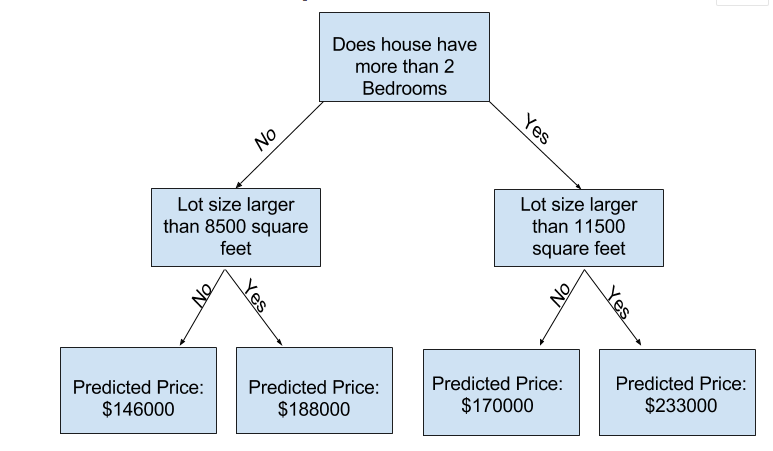 Does house have
more than 2
Bedrooms
No
Yes
Lot size larger
than 8500 square
feet
Lot size larger
than 11500
square feet
No
Yes
No
Yes
Predicted Price:
$146000
Predicted Price:
$188000
Predicted Price:
$170000
Predicted Price:
$233000